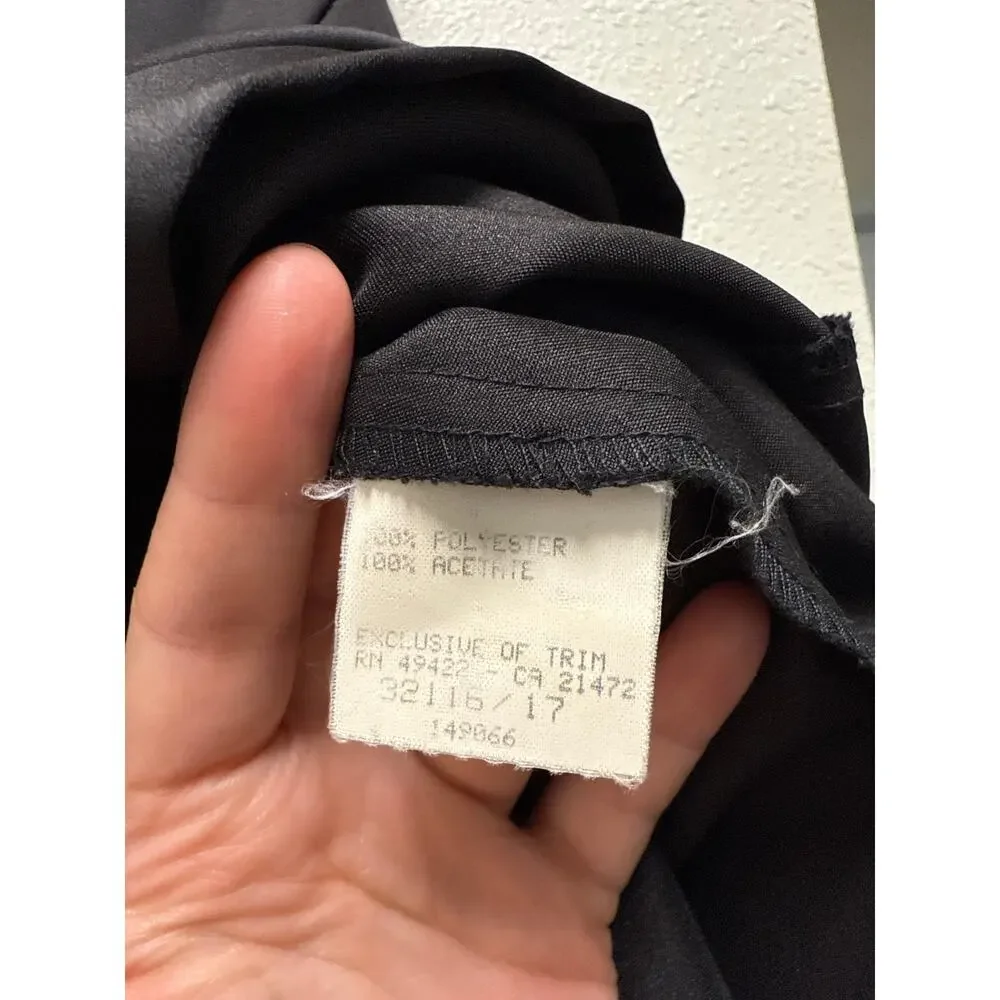 100% POLYESTER
100% ACETATE
EXCLUSIVE OF TRIM
RN 49422 - CA 21472
32116/17
149066